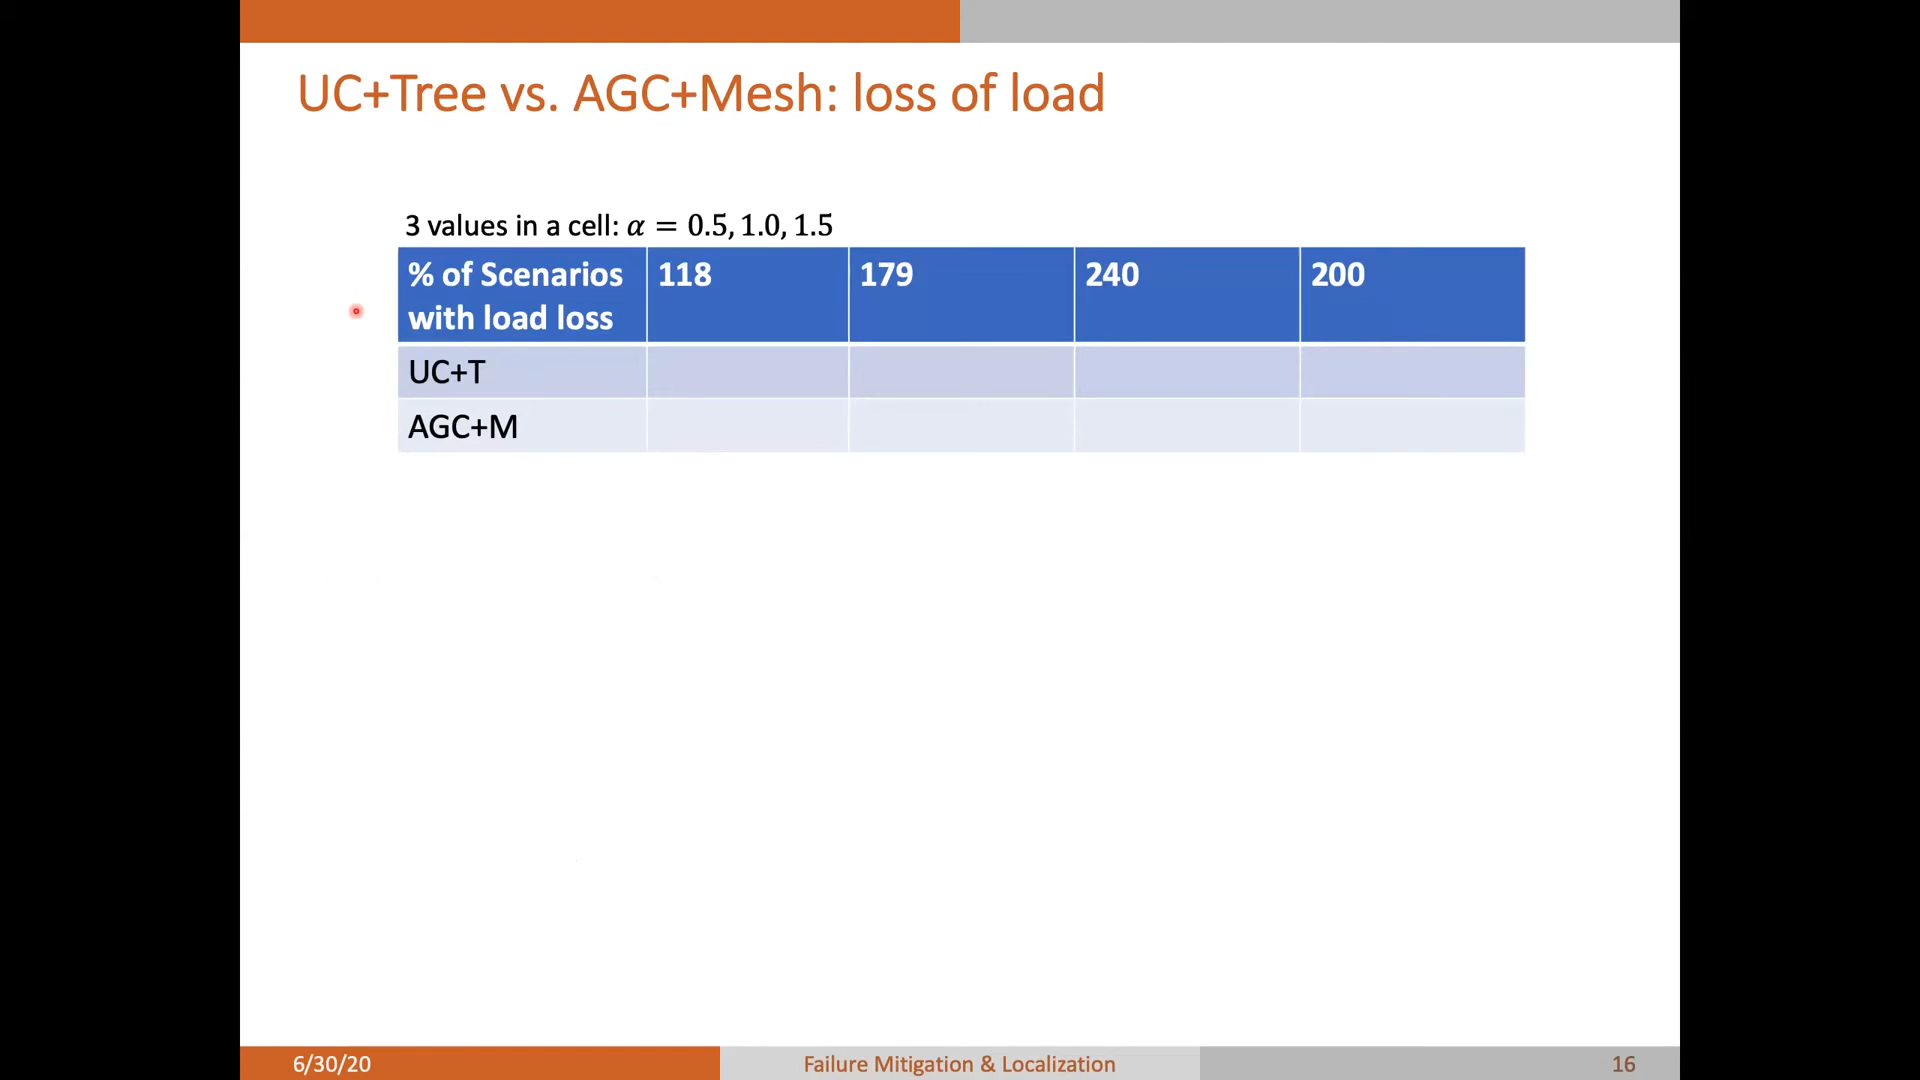 UC+Tree vs. AGC+Mesh: loss of load
3 values in a cell: α = 0.5, 1.0, 1.5
% of Scenarios with load loss 118 179 240 200
UC+T
AGC+M
6/30/20 Failure Mitigation & Localization 16